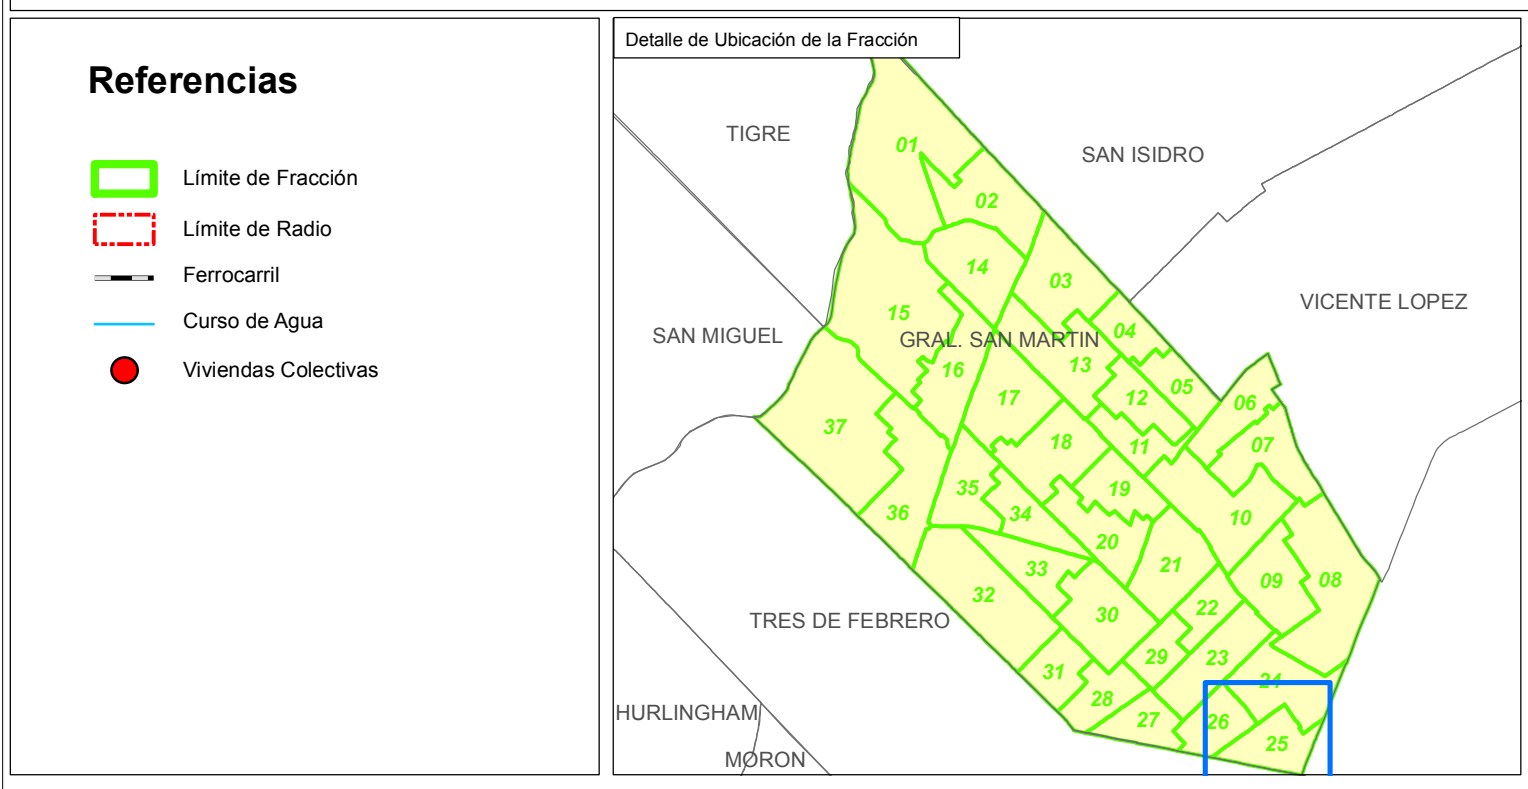 Detalle de Ubicación de la Fracción
Referencias
Límite de Fracción
Límite de Radio
Ferrocarril
Curso de Agua
Viviendas Colectivas
TIGRE
SAN ISIDRO
01
02
14
03
VICENTE LOPEZ
15
04
SAN MIGUEL
GRAL. SAN MARTIN
16
13
05
17
12
06
37
18
11
07
35
19
36
34
10
20
33
21
09
08
32
22
TRES DE FEBRERO
30
29
23
31
24
28
HURLINGHAM
27
26
25
MORON